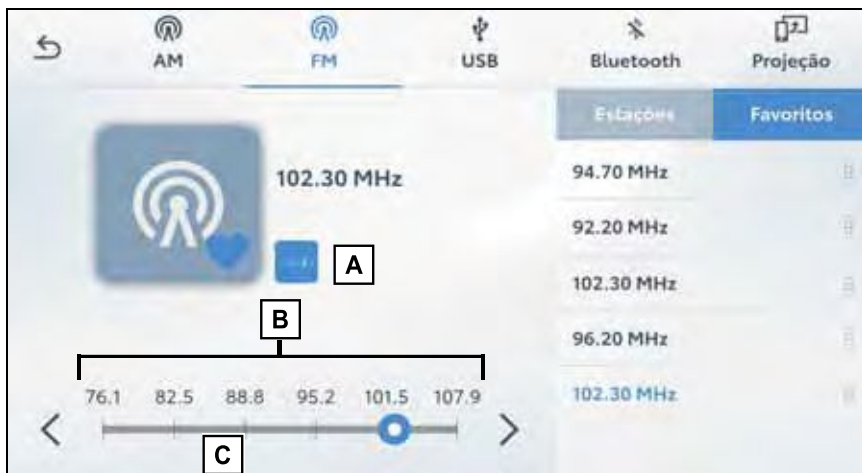 AM
FM
USB
Bluetooth
Projeção
Estações
Favoritos
102.30 MHz
A
B
76.1 82.5 88.8 95.2 101.5 107.9
C
94.70 MHz
92.20 MHz
102.30 MHz
96.20 MHz
102.30 MHz